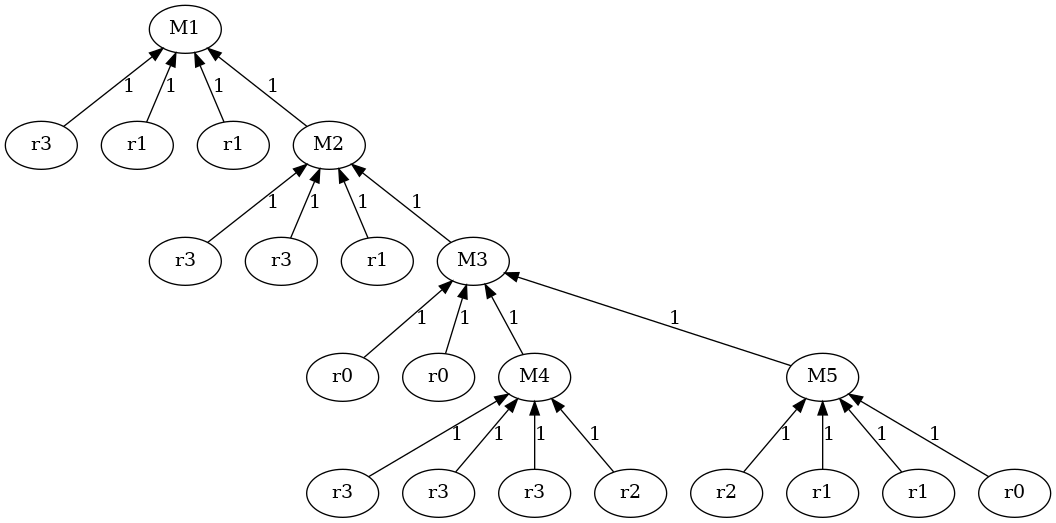 M1
1 1 1 1
r3 r1 r1 M2
1 1 1 1
r3 r3 r1 M3
1 1 1 1
r0 r0 M4 M5
1 1 1 1 1 1 1 1
r3 r3 r3 r2 r2 r1 r1 r0